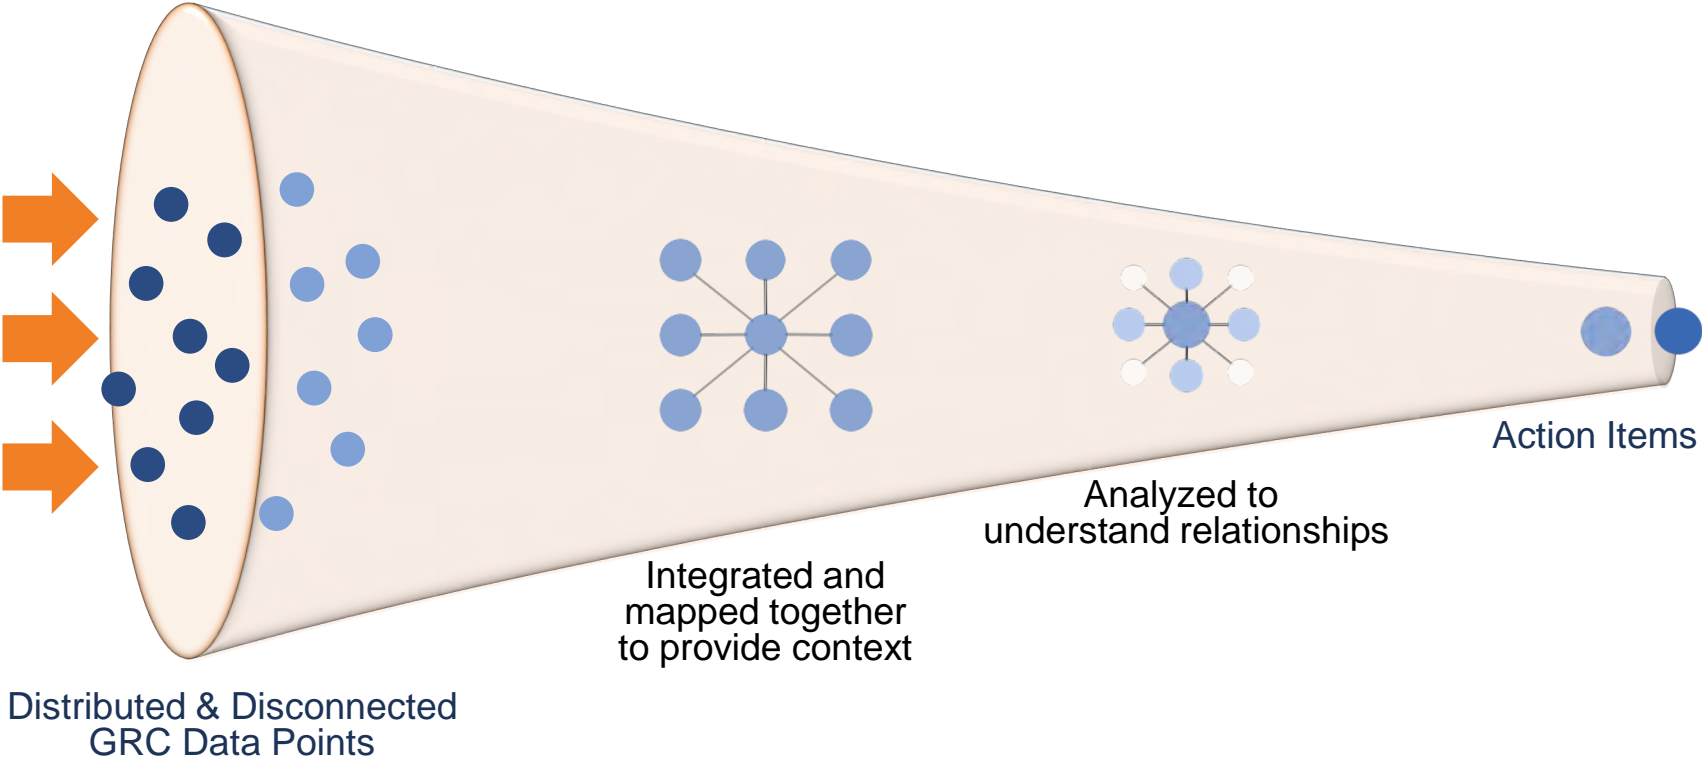 Distributed & Disconnected
GRC Data Points
Integrated and
mapped together
to provide context
Analyzed to
understand relationships
Action Items